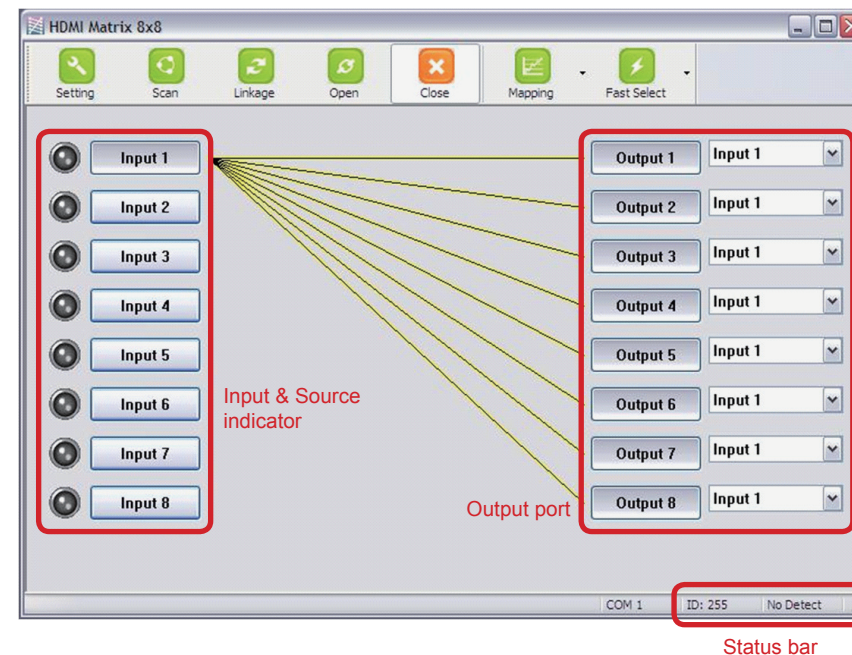 HDMI Matrix 8x8
Setting Scan Linkage Open Close Mapping Fast Select
Input 1 Output 1 Input 1
Input 2 Output 2 Input 1
Input 3 Output 3 Input 1
Input 4 Output 4 Input 1
Input 5 Output 5 Input 1
Input & Source
indicator
Input 6 Output 6 Input 1
Input 7 Output 7 Input 1
Input 8 Output 8 Input 1
Output port
COM 1 ID: 255 No Detect
Status bar